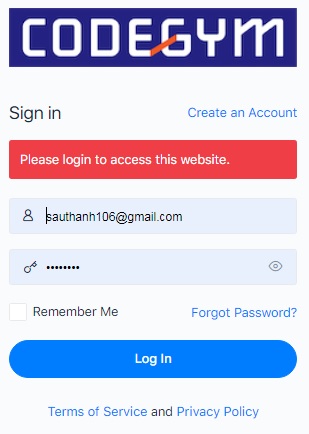 CODEGYM
Sign in
Create an Account
Please login to access this website.
sauthanh106@gmail.com
••••••••
Remember Me
Forgot Password?
Log In
Terms of Service and Privacy Policy